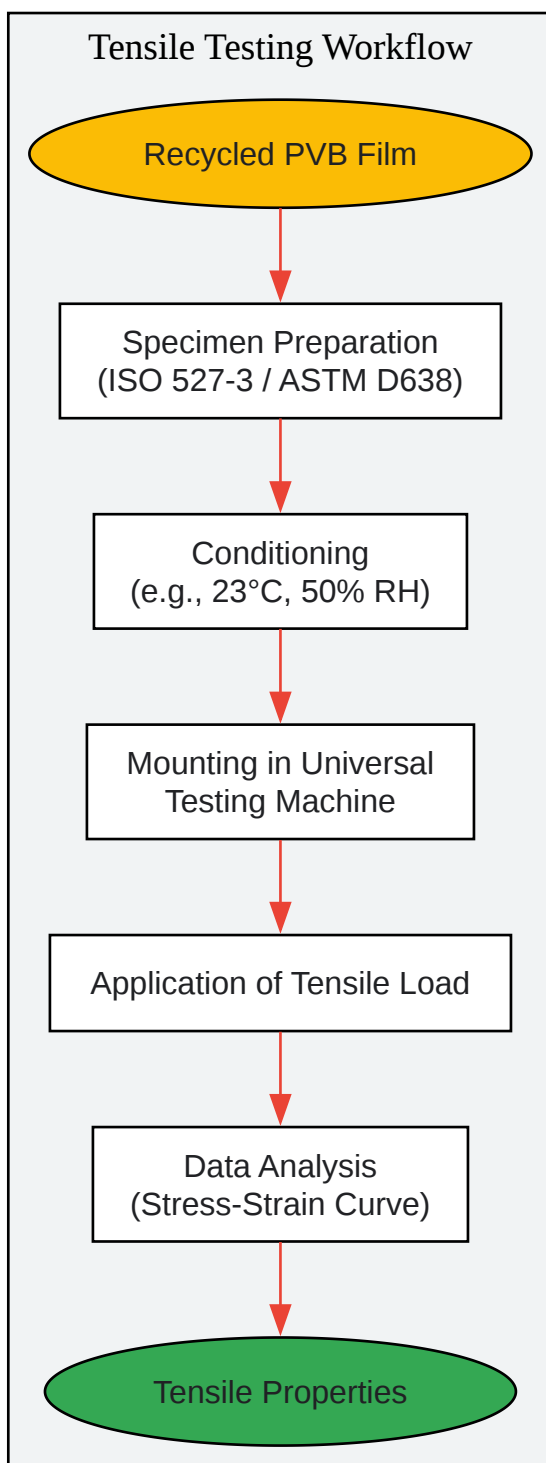 Tensile Testing Workflow
Recycled PVB Film
Specimen Preparation
(ISO 527-3 / ASTM D638)
Conditioning
(e.g., 23°C, 50% RH)
Mounting in Universal
Testing Machine
Application of Tensile Load
Data Analysis
(Stress-Strain Curve)
Tensile Properties